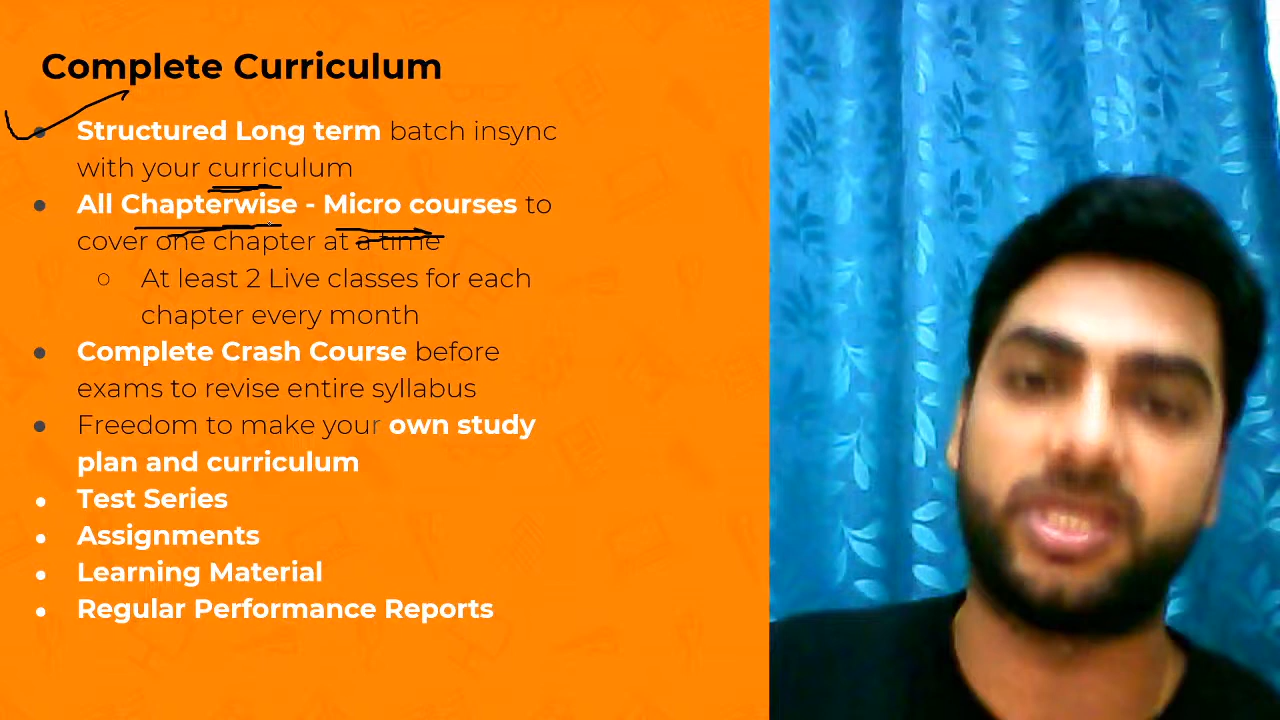 Complete Curriculum
Structured Long term batch insync
with your curriculum
All Chapterwise - Micro courses to
cover one chapter at a time
At least 2 Live classes for each
chapter every month
Complete Crash Course before
exams to revise entire syllabus
Freedom to make your own study
plan and curriculum
Test Series
Assignments
Learning Material
Regular Performance Reports